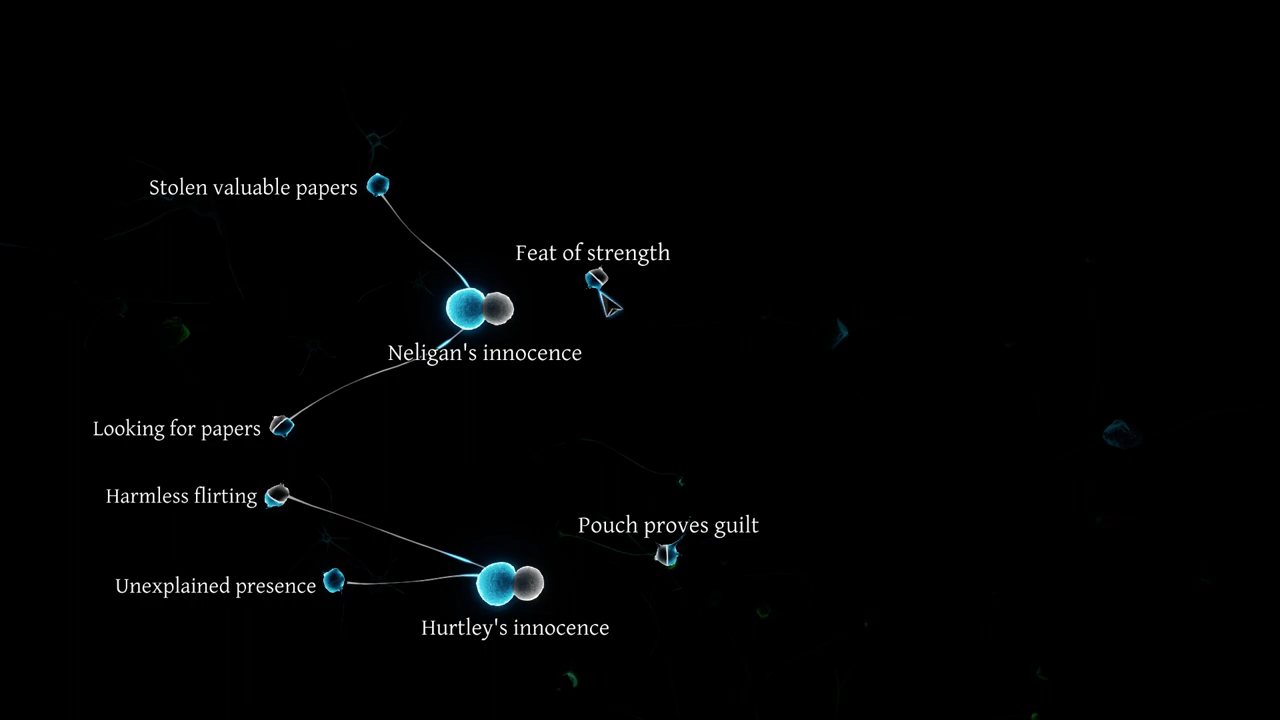 Stolen valuable papers
Feat of strength
Neligan's innocence
Looking for papers
Harmless flirting
Pouch proves guilt
Unexplained presence
Hurtley's innocence